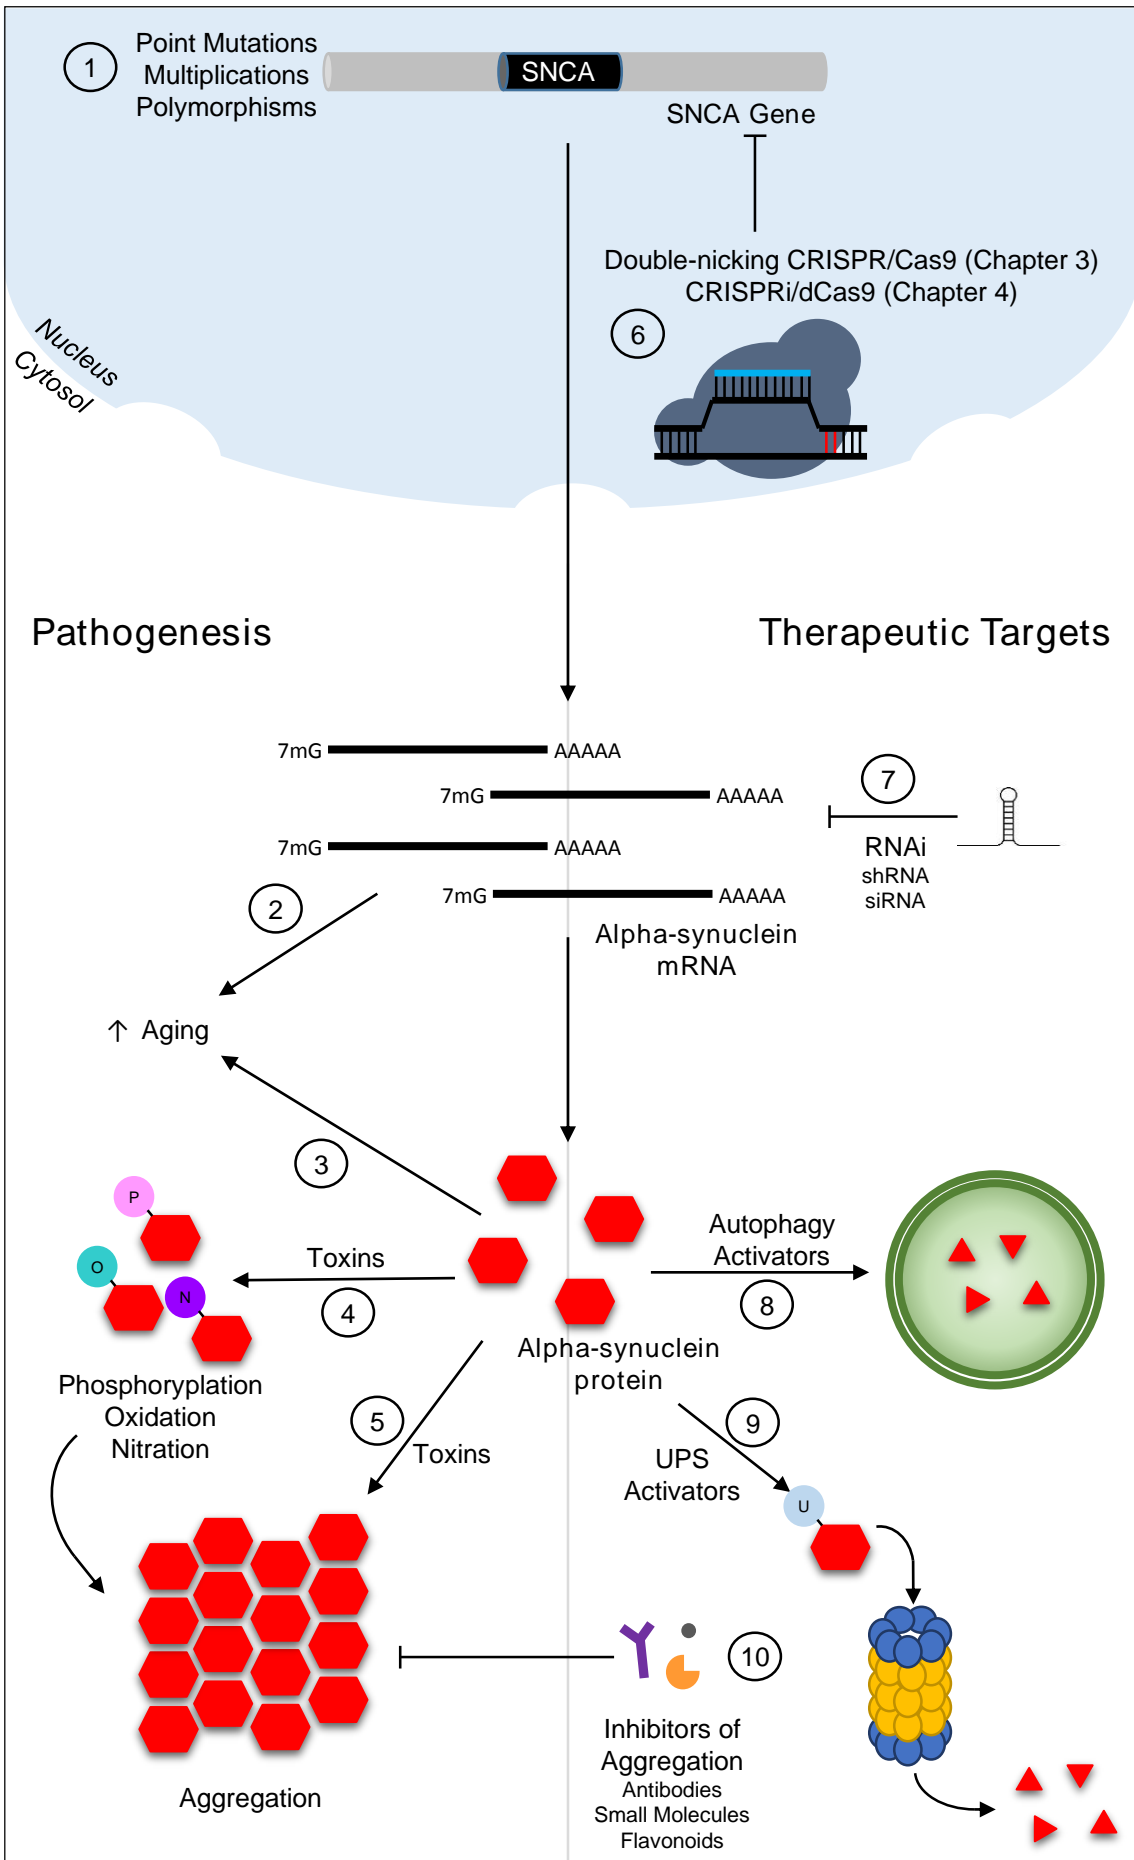 1
Point Mutations
Multiplications
Polymorphisms
SNCA
SNCA Gene
Double-nicking CRISPR/Cas9 (Chapter 3)
CRISPRi/dCas9 (Chapter 4)
6
Nucleus
Cytosol
Pathogenesis
Therapeutic Targets
7mG AAAAA
7mG AAAAA
7mG AAAAA
7mG AAAAA
7
RNAi
shRNA
siRNA
2
Alpha-synuclein
mRNA
↑ Aging
3
P
O
N
Toxins
4
Phosphoryplation
Oxidation
Nitration
Autophagy
Activators
8
Alpha-synuclein
protein
5
Toxins
9
UPS
Activators
U
10
Inhibitors of
Aggregation
Antibodies
Small Molecules
Flavonoids
Aggregation